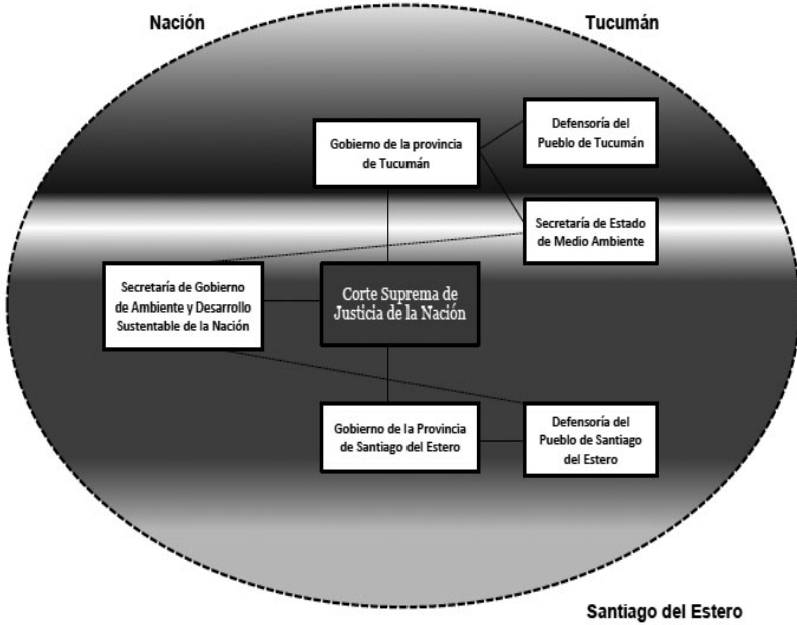 Nación
Tucumán
Gobierno de la provincia
de Tucumán
Defensoría del
Pueblo de Tucumán
Secretaría de Estado
de Medio Ambiente
Secretaría de Gobierno
de Ambiente y Desarrollo
Sustentable de la Nación
Corte Suprema de
Justicia de la Nación
Gobierno de la Provincia
de Santiago del Estero
Defensoría del
Pueblo de Santiago
del Estero
Santiago del Estero